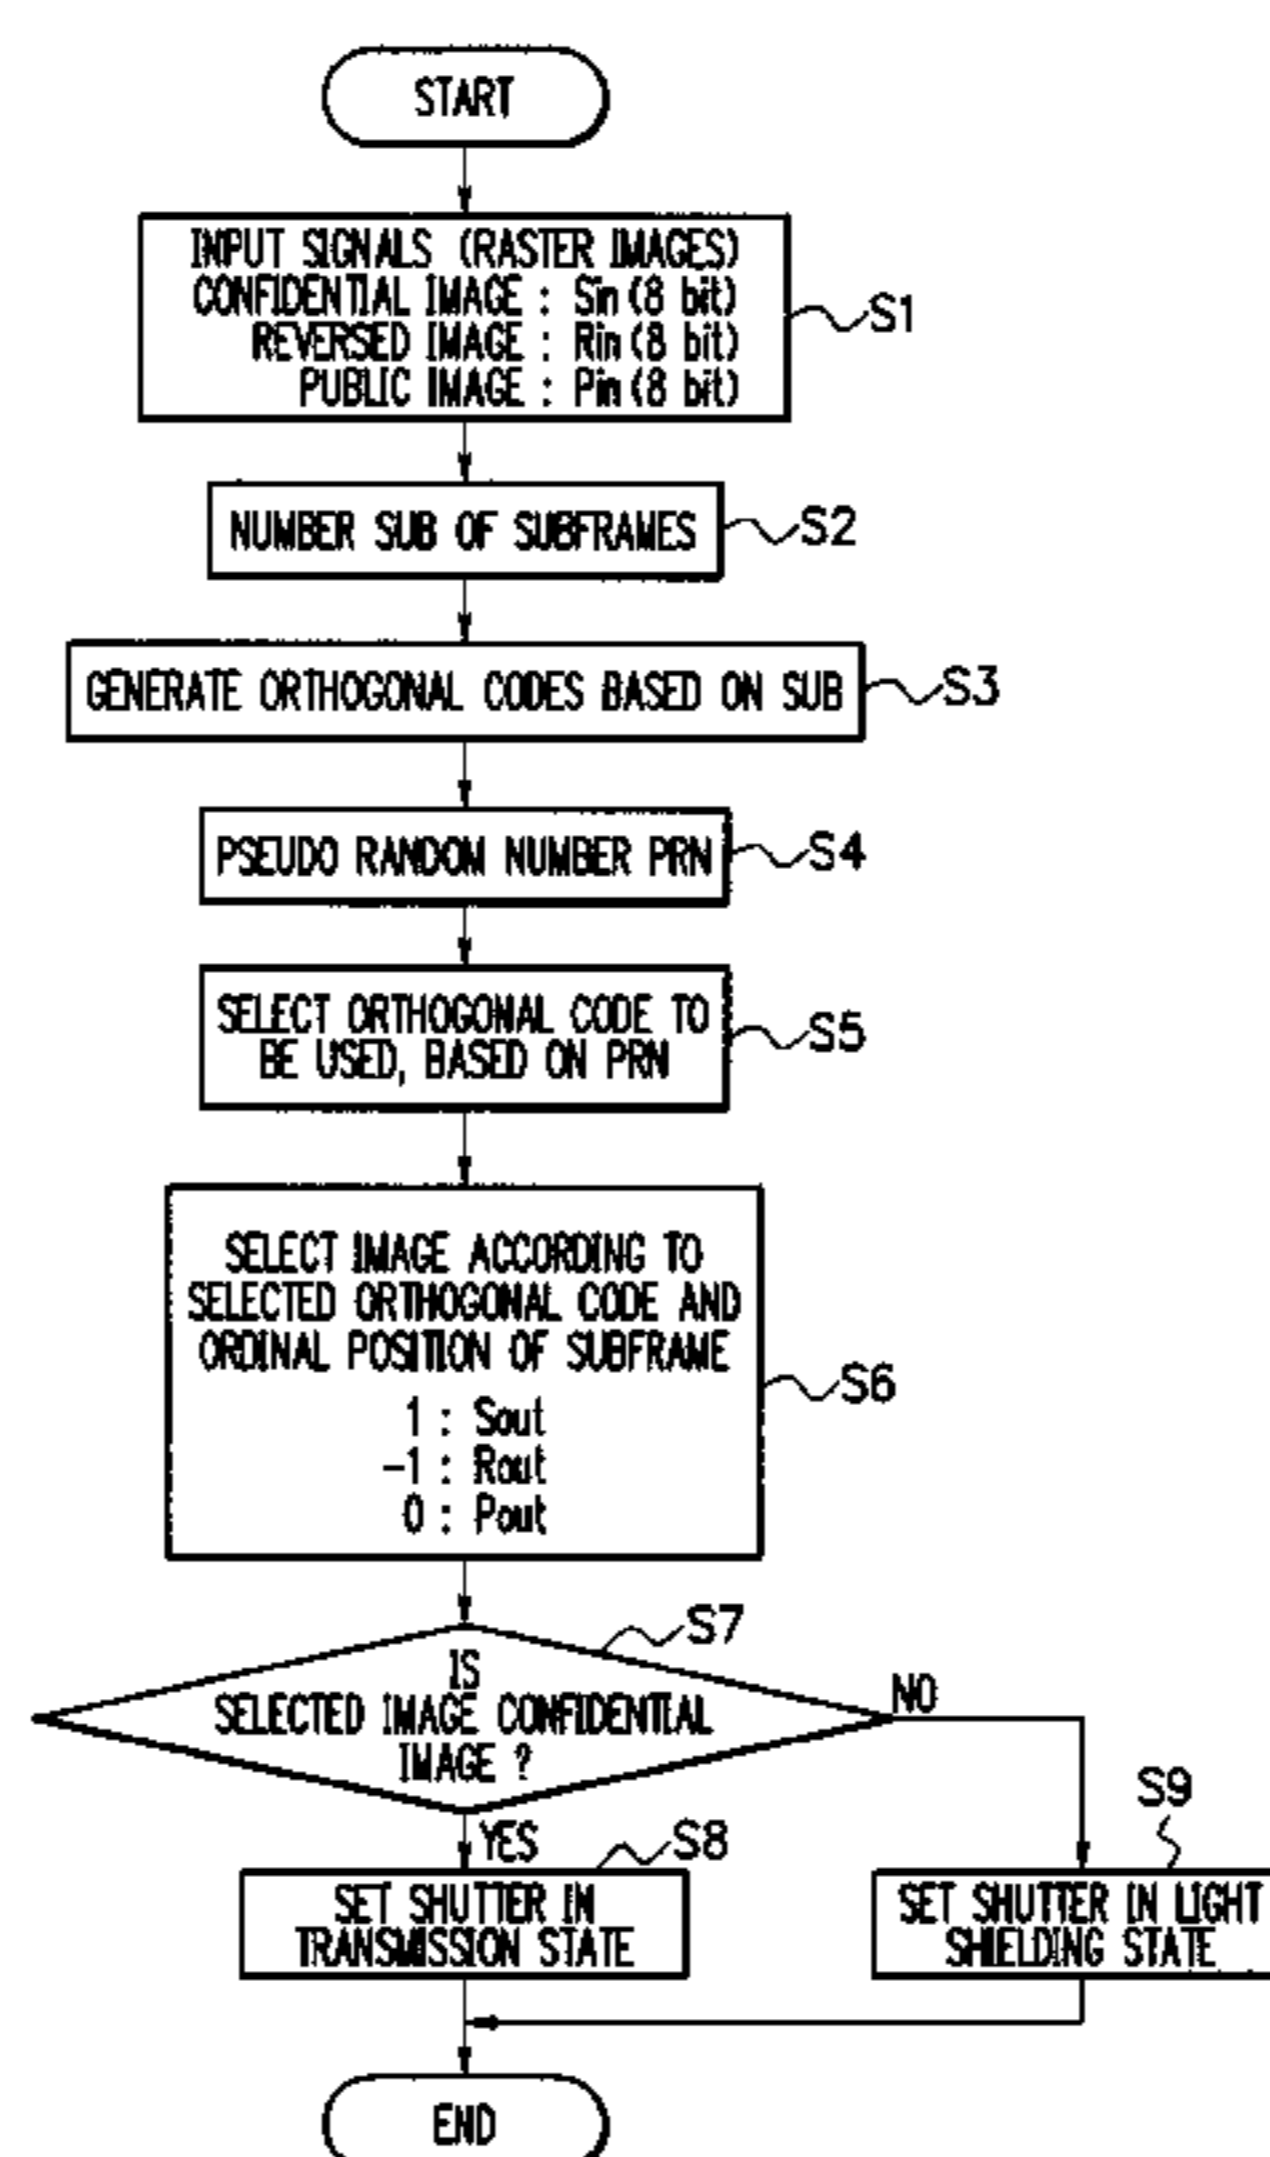 START
INPUT SIGNALS (RASTER IMAGES)
CONFIDENTIAL IMAGE : Sin (8 bit)
REVERSED IMAGE : Rin (8 bit)
PUBLIC IMAGE : Pin (8 bit)
S1
NUMBER SUB OF SUBFRAMES
S2
GENERATE ORTHOGONAL CODES BASED ON SUB
S3
PSEUDO RANDOM NUMBER PRN
S4
SELECT ORTHOGONAL CODE TO
BE USED, BASED ON PRN
S5
SELECT IMAGE ACCORDING TO
SELECTED ORTHOGONAL CODE AND
ORDINAL POSITION OF SUBFRAME
1 : Sout
-1 : Rout
0 : Pout
S6
S7
IS
SELECTED IMAGE CONFIDENTIAL
IMAGE ?
NO
YES
S8
S9
SET SHUTTER IN
TRANSMISSION STATE
SET SHUTTER IN LIGHT
SHIELDING STATE
END